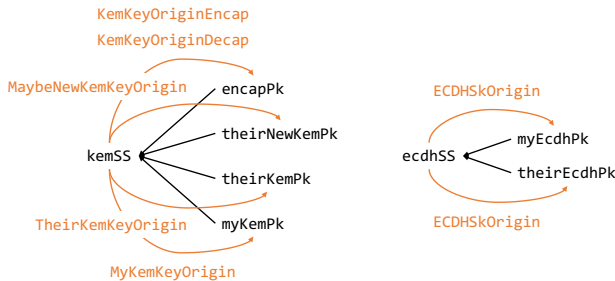 KemKeyOriginEncap
KemKeyOriginDecap
MaybeNewKemKeyOrigin
encapPk
theirNewKemPk
kemSS
theirKemPk
TheirKemKeyOrigin
myKemPk
MyKemKeyOrigin
ECDHSkOrigin
myEcdhPk
ecdhSS
theirEcdhPk
ECDHSkOrigin